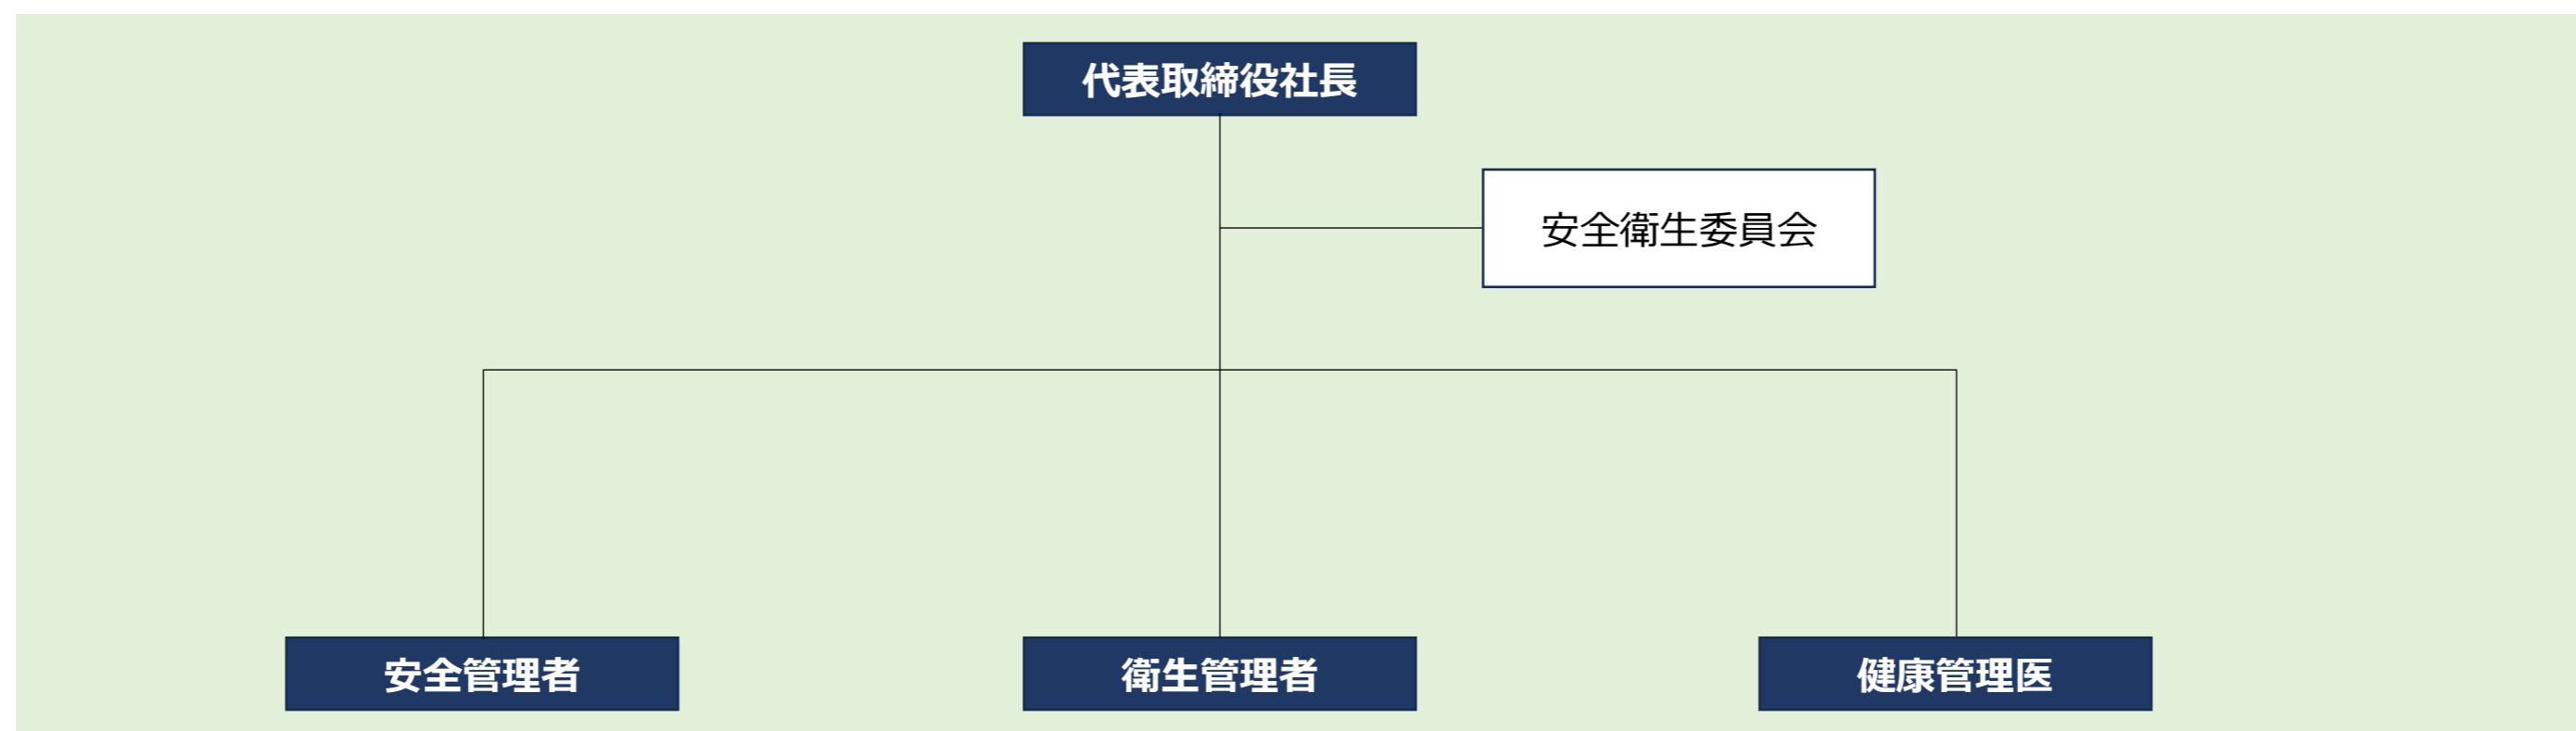 代表取締役社長
安全衛生委員会
安全管理者
衛生管理者
健康管理医